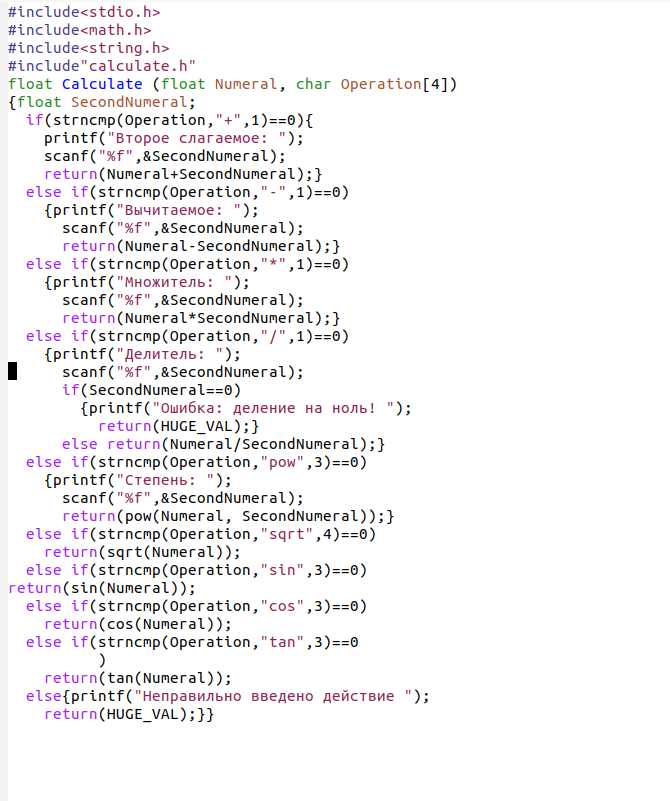 #include<stdio.h>
#include<math.h>
#include<string.h>
#include"calculate.h"
float Calculate (float Numeral, char Operation[4])
{float SecondNumeral;
  if(strncmp(Operation,"+",1)==0){
    printf("Второе слагаемое: ");
    scanf("%f",&SecondNumeral);
    return(Numeral+SecondNumeral);}
  else if(strncmp(Operation,"-",1)==0)
    {printf("Вычитаемое: ");
      scanf("%f",&SecondNumeral);
      return(Numeral-SecondNumeral);}
  else if(strncmp(Operation,"*",1)==0)
    {printf("Множитель: ");
      scanf("%f",&SecondNumeral);
      return(Numeral*SecondNumeral);}
  else if(strncmp(Operation,"/",1)==0)
    {printf("Делитель: ");
      scanf("%f",&SecondNumeral);
      if(SecondNumeral==0)
        {printf("Ошибка: деление на ноль! ");
          return(HUGE_VAL);}
      else return(Numeral/SecondNumeral);}
  else if(strncmp(Operation,"pow",3)==0)
    {printf("Степень: ");
      scanf("%f",&SecondNumeral);
      return(pow(Numeral, SecondNumeral));}
  else if(strncmp(Operation,"sqrt",4)==0)
    return(sqrt(Numeral));
  else if(strncmp(Operation,"sin",3)==0)
return(sin(Numeral));
  else if(strncmp(Operation,"cos",3)==0)
    return(cos(Numeral));
  else if(strncmp(Operation,"tan",3)==0
          )
    return(tan(Numeral));
  else{printf("Неправильно введено действие ");
    return(HUGE_VAL);}}